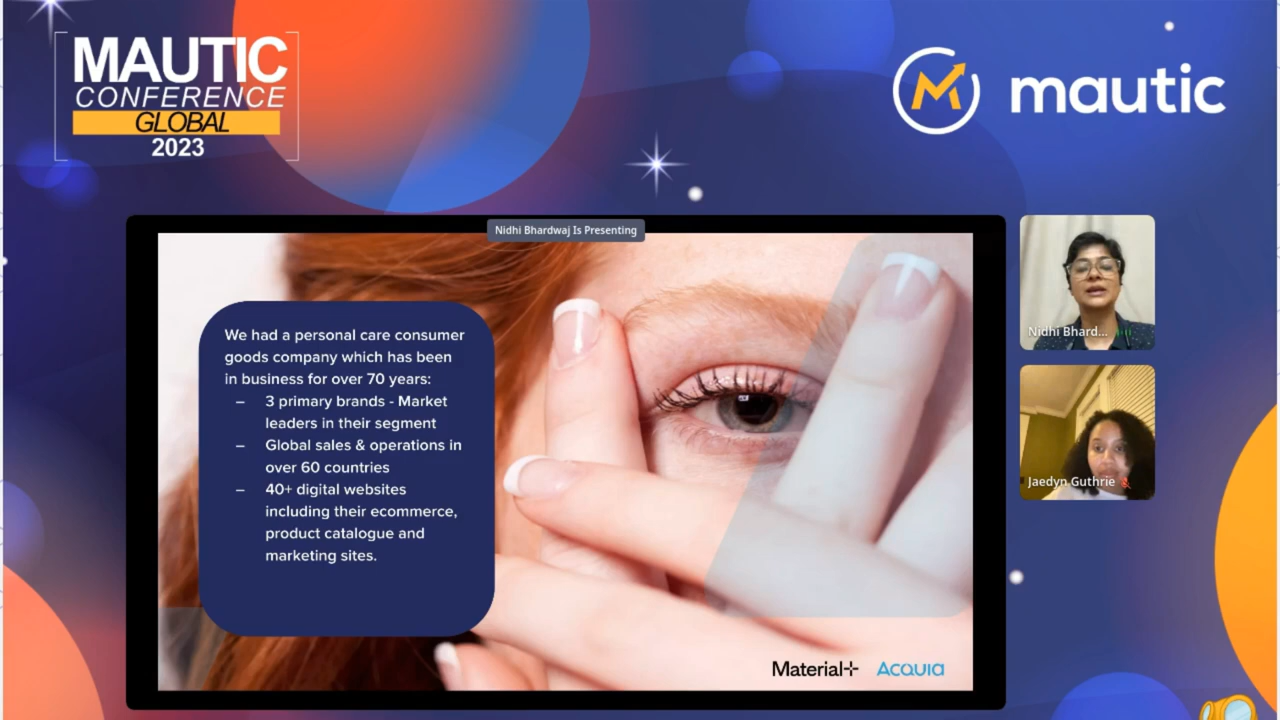 MAUTIC
CONFERENCE
GLOBAL
2023
mautic
Nidhi Bhardwaj Is Presenting
We had a personal care consumer
goods company which has been
in business for over 70 years:
– 3 primary brands - Market
leaders in their segment
– Global sales & operations in
over 60 countries
– 40+ digital websites
including their ecommerce,
product catalogue and
marketing sites.
Material+
Acquia
Nidhi Bhard...
Jaedyn Guthrie